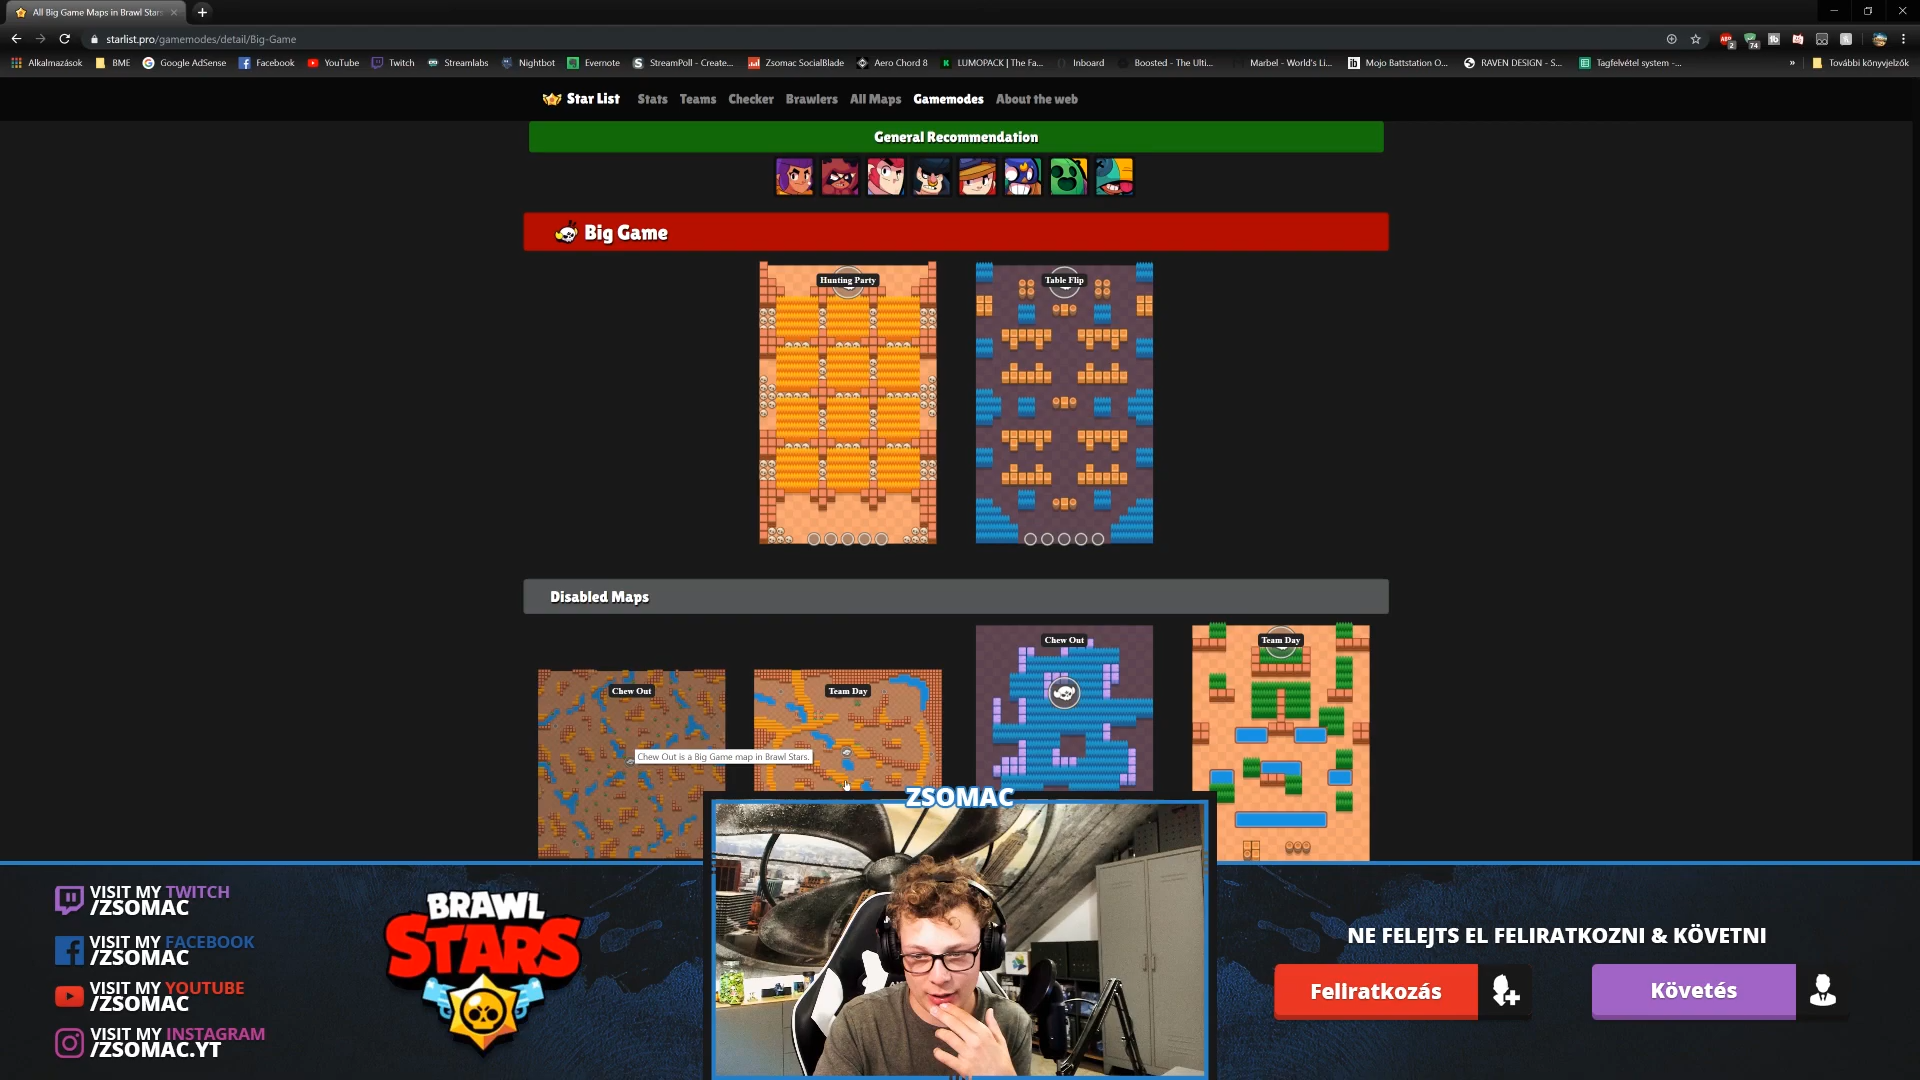 All Big Game Maps in Brawl Stars
starlist.pro/gamemodes/detail/Big-Game
2
74
Alkalmazások
BME
Google AdSense
Facebook
YouTube
Twitch
Streamlabs
Nightbot
Evernote
StreamPoll - Create...
Zsomac SocialBlade
Aero Chord 8
LUMOPACK | The Fa...
Inboard
Boosted - The Ulti...
Marbel - World's Li...
Mojo Battstation O...
RAVEN DESIGN - S...
Tagfelvétel system -...
» További könyvjelzők
Star List
Stats
Teams
Checker
Brawlers
All Maps
Gamemodes
About the web
General Recommendation
Big Game
Hunting Party
Table Flip
Disabled Maps
Chew Out
Team Day
Chew Out
Team Day
Chew Out is a Big Game map in Brawl Stars.
ZSOMAC
VISIT MY TWITCH
/ZSOMAC
VISIT MY FACEBOOK
/ZSOMAC
VISIT MY YOUTUBE
/ZSOMAC
VISIT MY INSTAGRAM
/ZSOMAC.YT
BRAWL
STARS
NE FELEJTS EL FELIRATKOZNI & KÖVETNI
Feliratkozás
Követés